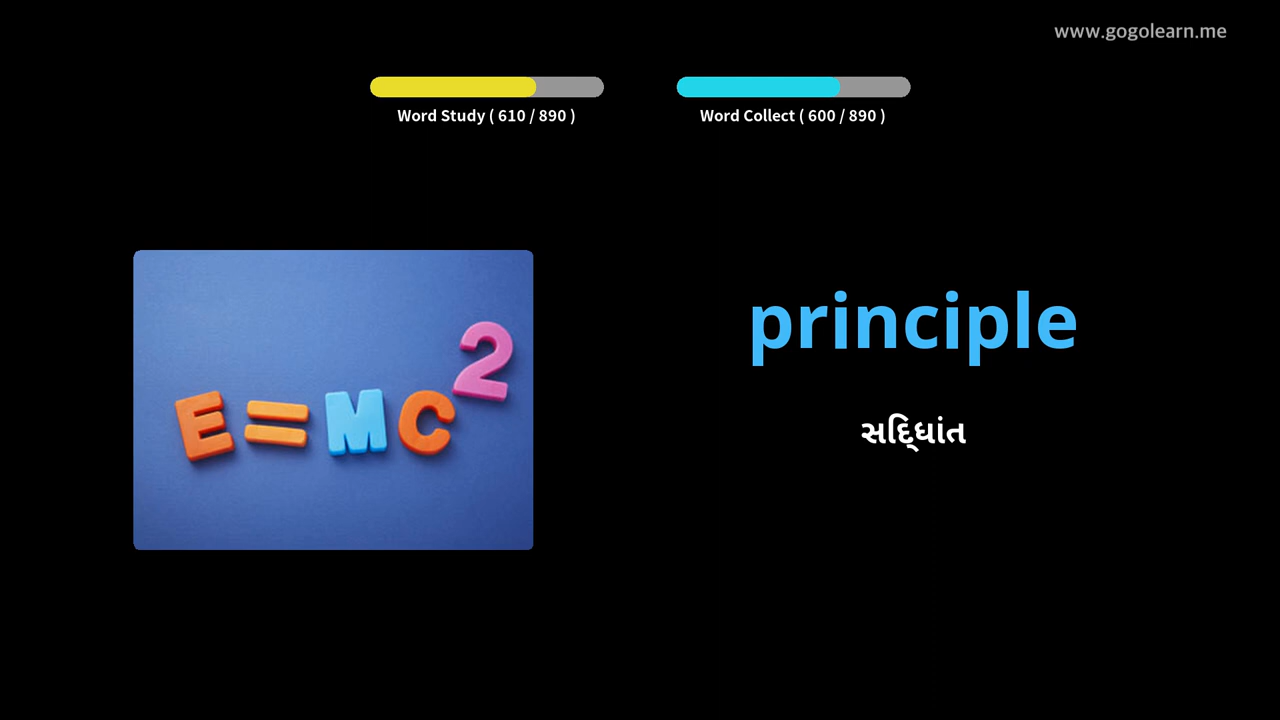 www.gogolearn.me
Word Study ( 610 / 890 )
Word Collect ( 600 / 890 )
E=MC2
principle
સદ્ધિાંત